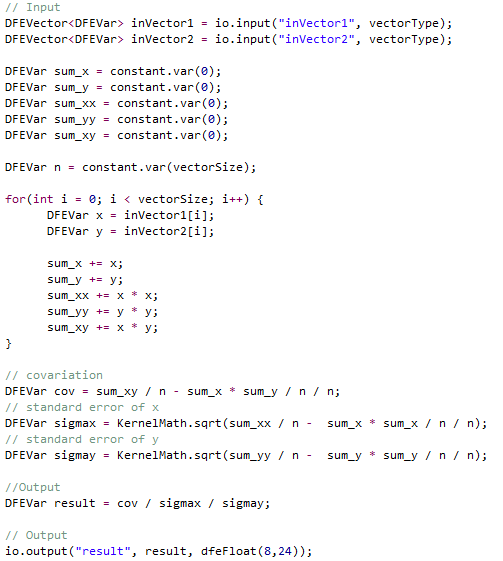 // Input
DFEVector<DFEVar> inVector1 = io.input("inVector1", vectorType);
DFEVector<DFEVar> inVector2 = io.input("inVector2", vectorType);

DFEVar sum_x = constant.var(0);
DFEVar sum_y = constant.var(0);
DFEVar sum_xx = constant.var(0);
DFEVar sum_yy = constant.var(0);
DFEVar sum_xy = constant.var(0);

DFEVar n = constant.var(vectorSize);

for(int i = 0; i < vectorSize; i++) {
      DFEVar x = inVector1[i];
      DFEVar y = inVector2[i];

      sum_x += x;
      sum_y += y;
      sum_xx += x * x;
      sum_yy += y * y;
      sum_xy += x * y;
}

// covariation
DFEVar cov = sum_xy / n - sum_x * sum_y / n / n;
// standard error of x
DFEVar sigmax = KernelMath.sqrt(sum_xx / n -  sum_x * sum_x / n / n);
// standard error of y
DFEVar sigmay = KernelMath.sqrt(sum_yy / n -  sum_y * sum_y / n / n);

//Output
DFEVar result = cov / sigmax / sigmay;

// Output
io.output("result", result, dfeFloat(8,24));